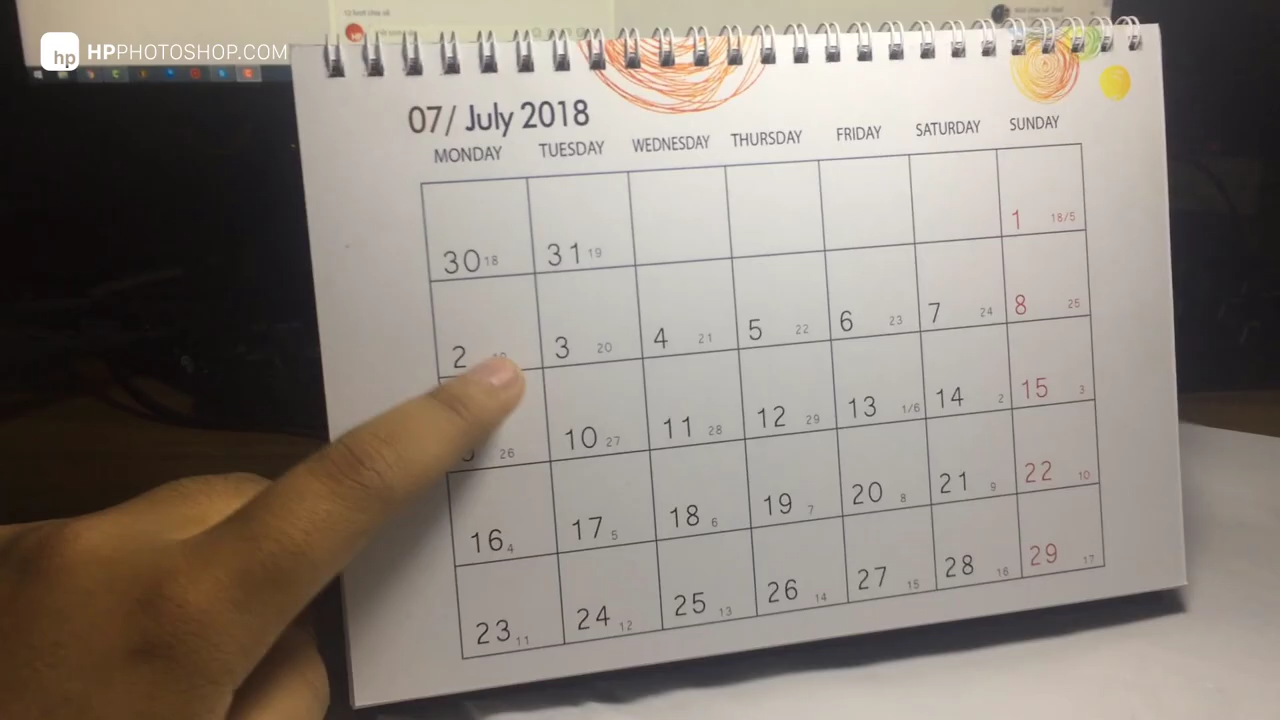 hp HPPHOTOSHOP.COM
07/ July 2018
MONDAY TUESDAY WEDNESDAY THURSDAY FRIDAY SATURDAY SUNDAY
30 18 31 19 1 18/5
2 3 20 4 21 5 22 6 23 7 24 8 25
26 10 27 11 28 12 29 13 1/6 14 2 15 3
16 4 17 5 18 6 19 7 20 8 21 9 22 10
23 11 24 12 25 13 26 14 27 15 28 16 29 17